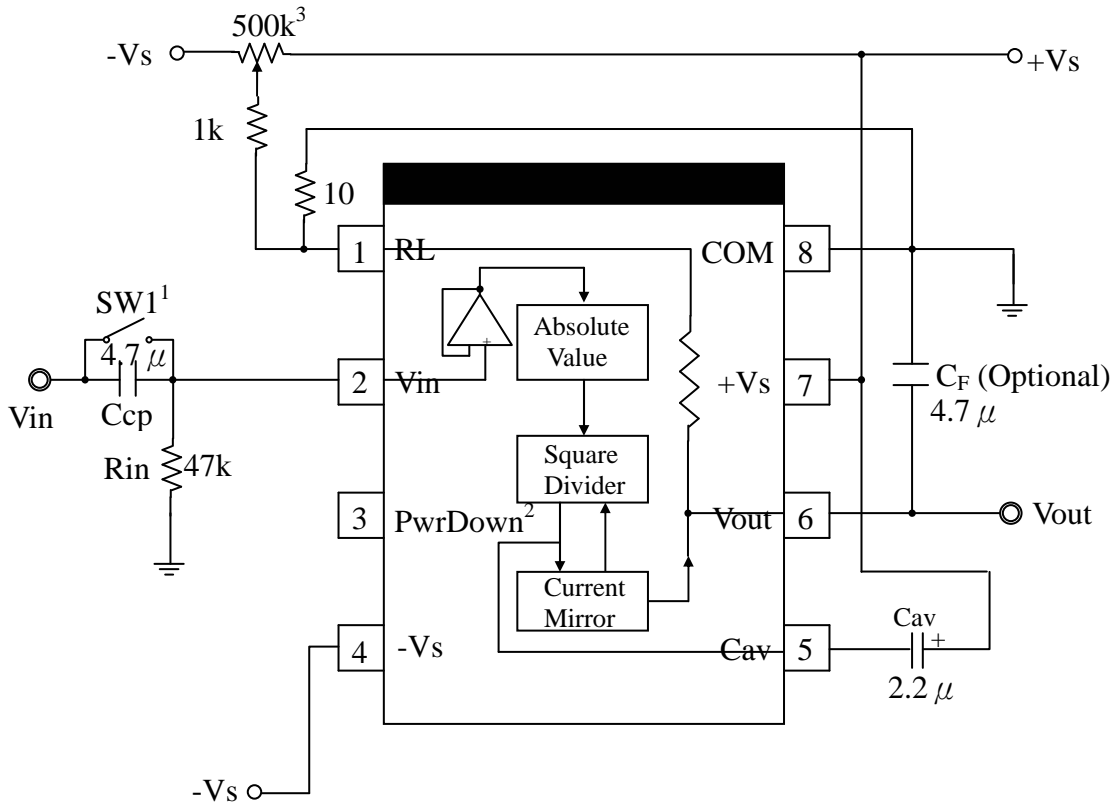 500k³
-Vs
+Vs
1k
10
1
RL
COM
8
SW1¹
4.7 μ
Vin
Ccp
2
Vin
Absolute
Value
+Vs
7
C_F (Optional)
4.7 μ
Rin
47k
Square
Divider
3
PwrDown²
Vout
6
Vout
Current
Mirror
4
-Vs
Cav
5
Cav
+
2.2 μ
-Vs
+